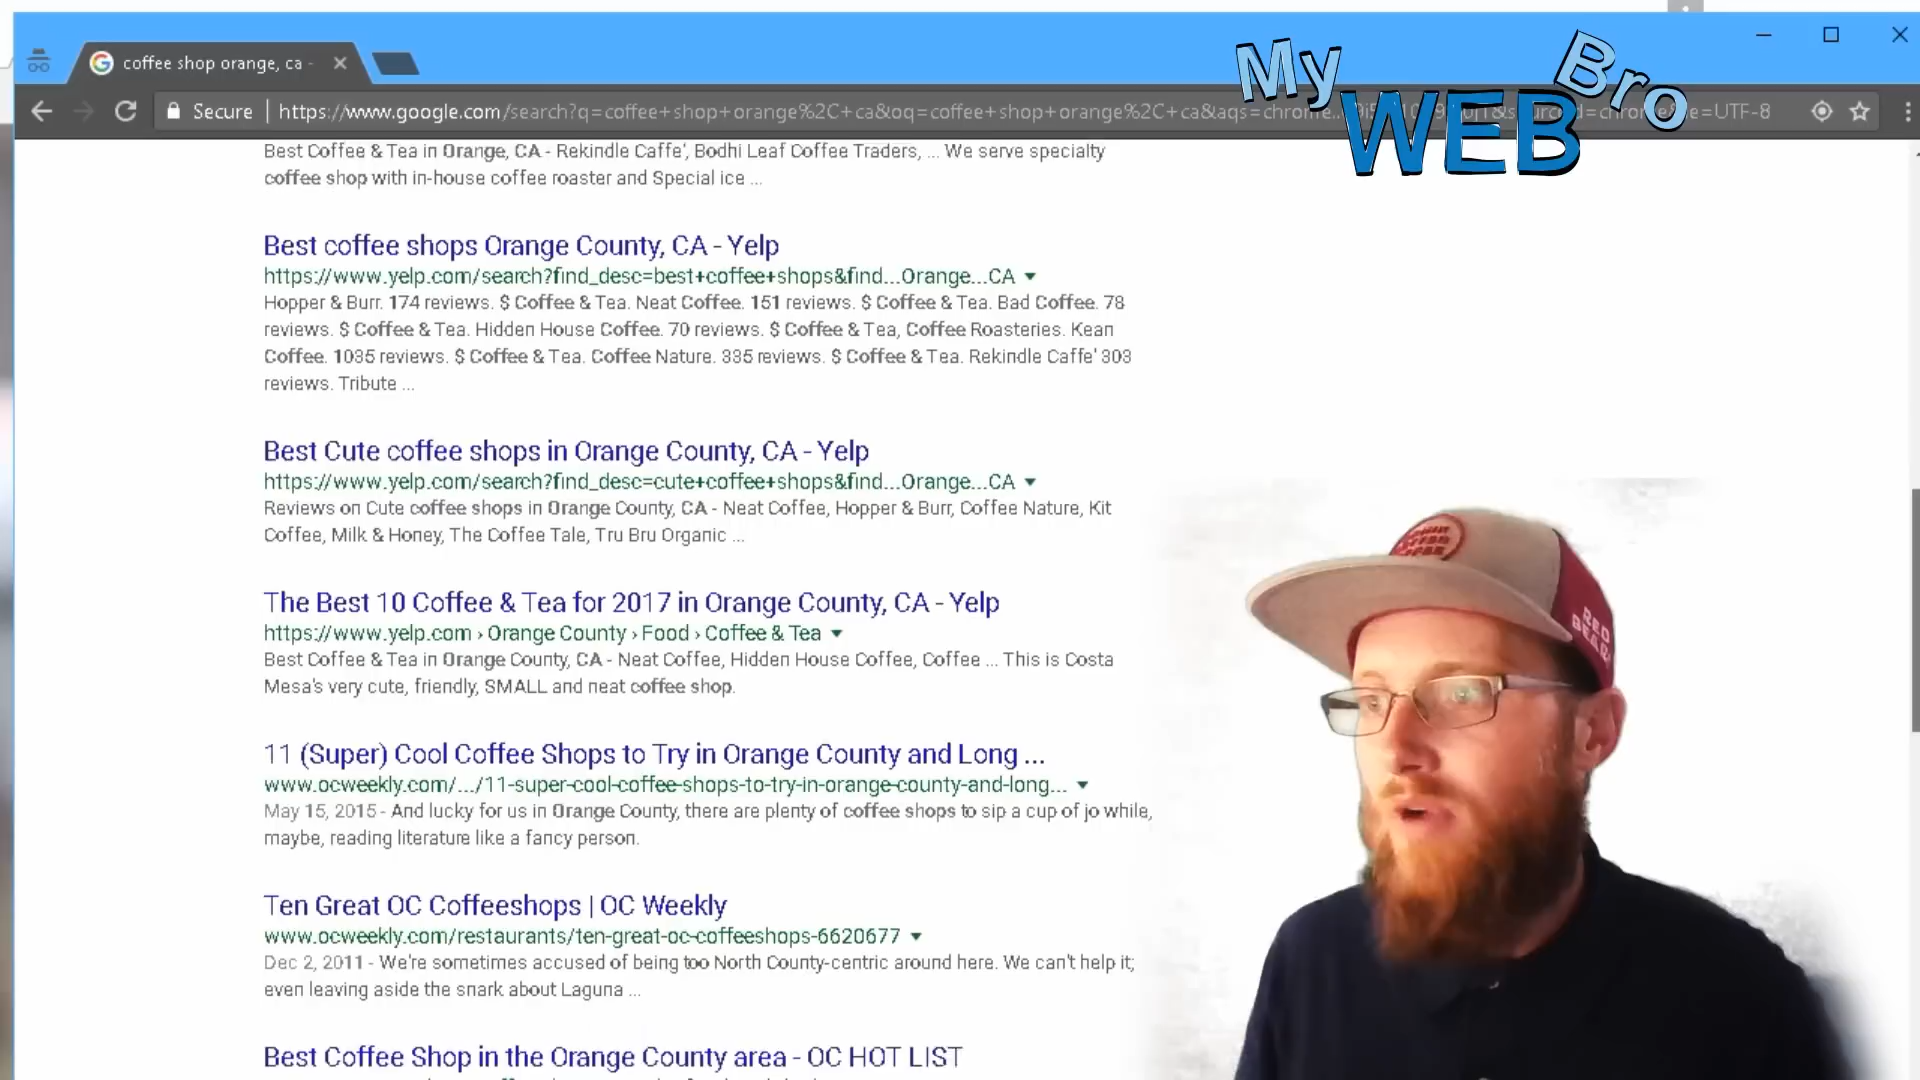 coffee shop orange, ca -
My WEB Bro
Secure
https://www.google.com/search?q=coffee+shop+orange%2C+ca&oq=coffee+shop+orange%2C+ca&aqs=chrome
=UTF-8
Best Coffee & Tea in Orange, CA - Rekindle Caffe', Bodhi Leaf Coffee Traders, ... We serve specialty
coffee shop with in-house coffee roaster and Special ice ...
Best coffee shops Orange County, CA - Yelp
https://www.yelp.com/search?find_desc=best+coffee+shops&find...Orange...CA
Hopper & Burr. 174 reviews. $ Coffee & Tea. Neat Coffee. 151 reviews. $ Coffee & Tea. Bad Coffee. 78
reviews. $ Coffee & Tea. Hidden House Coffee. 70 reviews. $ Coffee & Tea, Coffee Roasteries. Kean
Coffee. 1035 reviews. $ Coffee & Tea. Coffee Nature. 335 reviews. $ Coffee & Tea. Rekindle Caffe' 303
reviews. Tribute ...
Best Cute coffee shops in Orange County, CA - Yelp
https://www.yelp.com/search?find_desc=cute+coffee+shops&find...Orange...CA
Reviews on Cute coffee shops in Orange County, CA - Neat Coffee, Hopper & Burr, Coffee Nature, Kit
Coffee, Milk & Honey, The Coffee Tale, Tru Bru Organic ...
The Best 10 Coffee & Tea for 2017 in Orange County, CA - Yelp
https://www.yelp.com › Orange County › Food › Coffee & Tea
Best Coffee & Tea in Orange County, CA - Neat Coffee, Hidden House Coffee, Coffee ... This is Costa
Mesa's very cute, friendly, SMALL and neat coffee shop.
11 (Super) Cool Coffee Shops to Try in Orange County and Long ...
www.ocweekly.com/.../11-super-cool-coffee-shops-to-try-in-orange-county-and-long...
May 15, 2015 - And lucky for us in Orange County, there are plenty of coffee shops to sip a cup of jo while,
maybe, reading literature like a fancy person.
Ten Great OC Coffeeshops | OC Weekly
www.ocweekly.com/restaurants/ten-great-oc-coffeeshops-6620677
Dec 2, 2011 - We're sometimes accused of being too North County-centric around here. We can't help it;
even leaving aside the snark about Laguna ...
Best Coffee Shop in the Orange County area - OC HOT LIST
RED